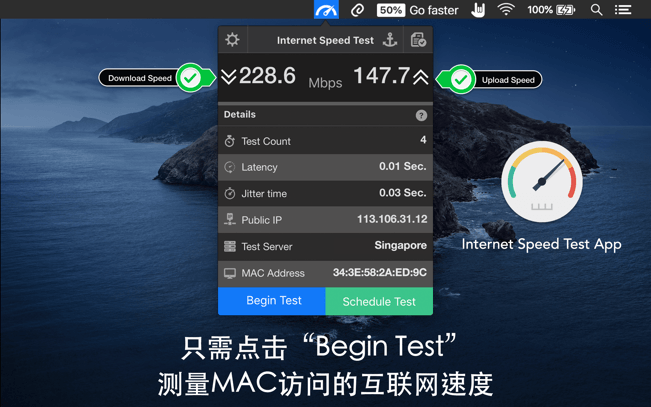 50% Go faster 100%
Internet Speed Test
Download Speed 228.6 Mbps 147.7 Upload Speed
Details ?
Test Count 4
Latency 0.01 Sec.
Jitter time 0.03 Sec.
Public IP 113.106.31.12
Test Server Singapore
MAC Address 34:3E:58:2A:ED:9C
Begin Test Schedule Test
Internet Speed Test App
只需点击“Begin Test”
测量MAC访问的互联网速度